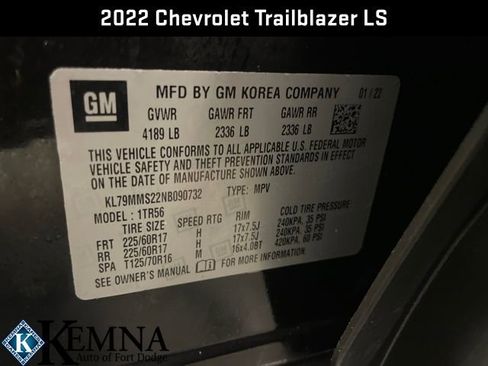 2022 Chevrolet Trailblazer LS
GM
MFD BY GM KOREA COMPANY 01/22
GVWR GAWR FRT GAWR RR
4189 LB 2336 LB 2336 LB
THIS VEHICLE CONFORMS TO ALL APPLICABLE U.S. FEDERAL MOTOR
VEHICLE SAFETY AND THEFT PREVENTION STANDARDS IN EFFECT ON
THE DATE OF MANUFACTURE SHOWN ABOVE.
KL79MMS22NB090732 TYPE: MPV
MODEL: 1TR56
TIRE SIZE SPEED RTG RIM COLD TIRE PRESSURE
FRT 225/60R17 H 17x7.5J 240KPA, 35 PSI
RR 225/60R17 H 17x7.5J 240KPA, 35 PSI
SPA T125/70R16 M 16x4.0BT 420KPA, 60 PSI
SEE OWNER'S MANUAL
KEMNA
Auto of Fort Dodge